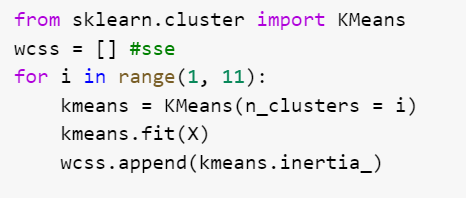 from sklearn.cluster import KMeans
wcss = [] #sse
for i in range(1, 11):
    kmeans = KMeans(n_clusters = i)
    kmeans.fit(X)
    wcss.append(kmeans.inertia_)